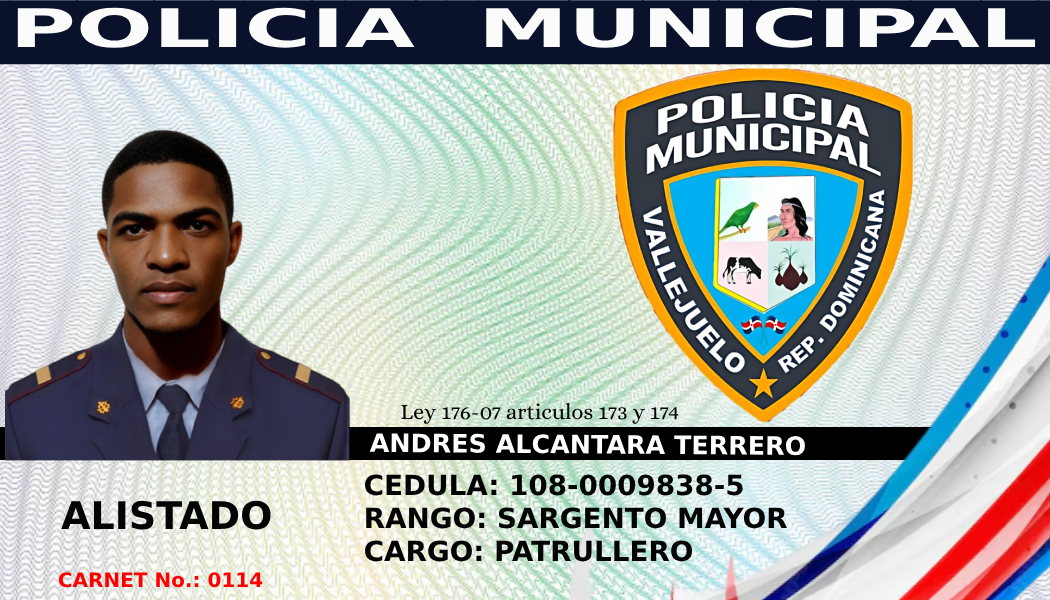 POLICIA MUNICIPAL
POLICIA
MUNICIPAL
VALLEJUELO
REP. DOMINICANA
Ley 176-07 articulos 173 y 174
ANDRES ALCANTARA TERRERO
CEDULA: 108-0009838-5
ALISTADO
RANGO: SARGENTO MAYOR
CARGO: PATRULLERO
CARNET No.: 0114